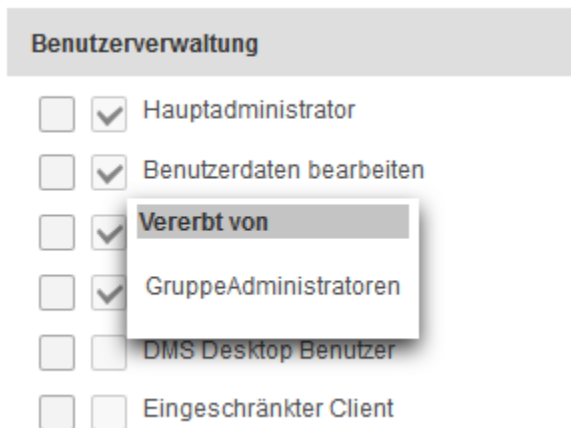 Benutzerverwaltung
Hauptadministrator
Benutzerdaten bearbeiten
Vererbt von
GruppeAdministratoren
DMS Desktop Benutzer
Eingeschränkter Client